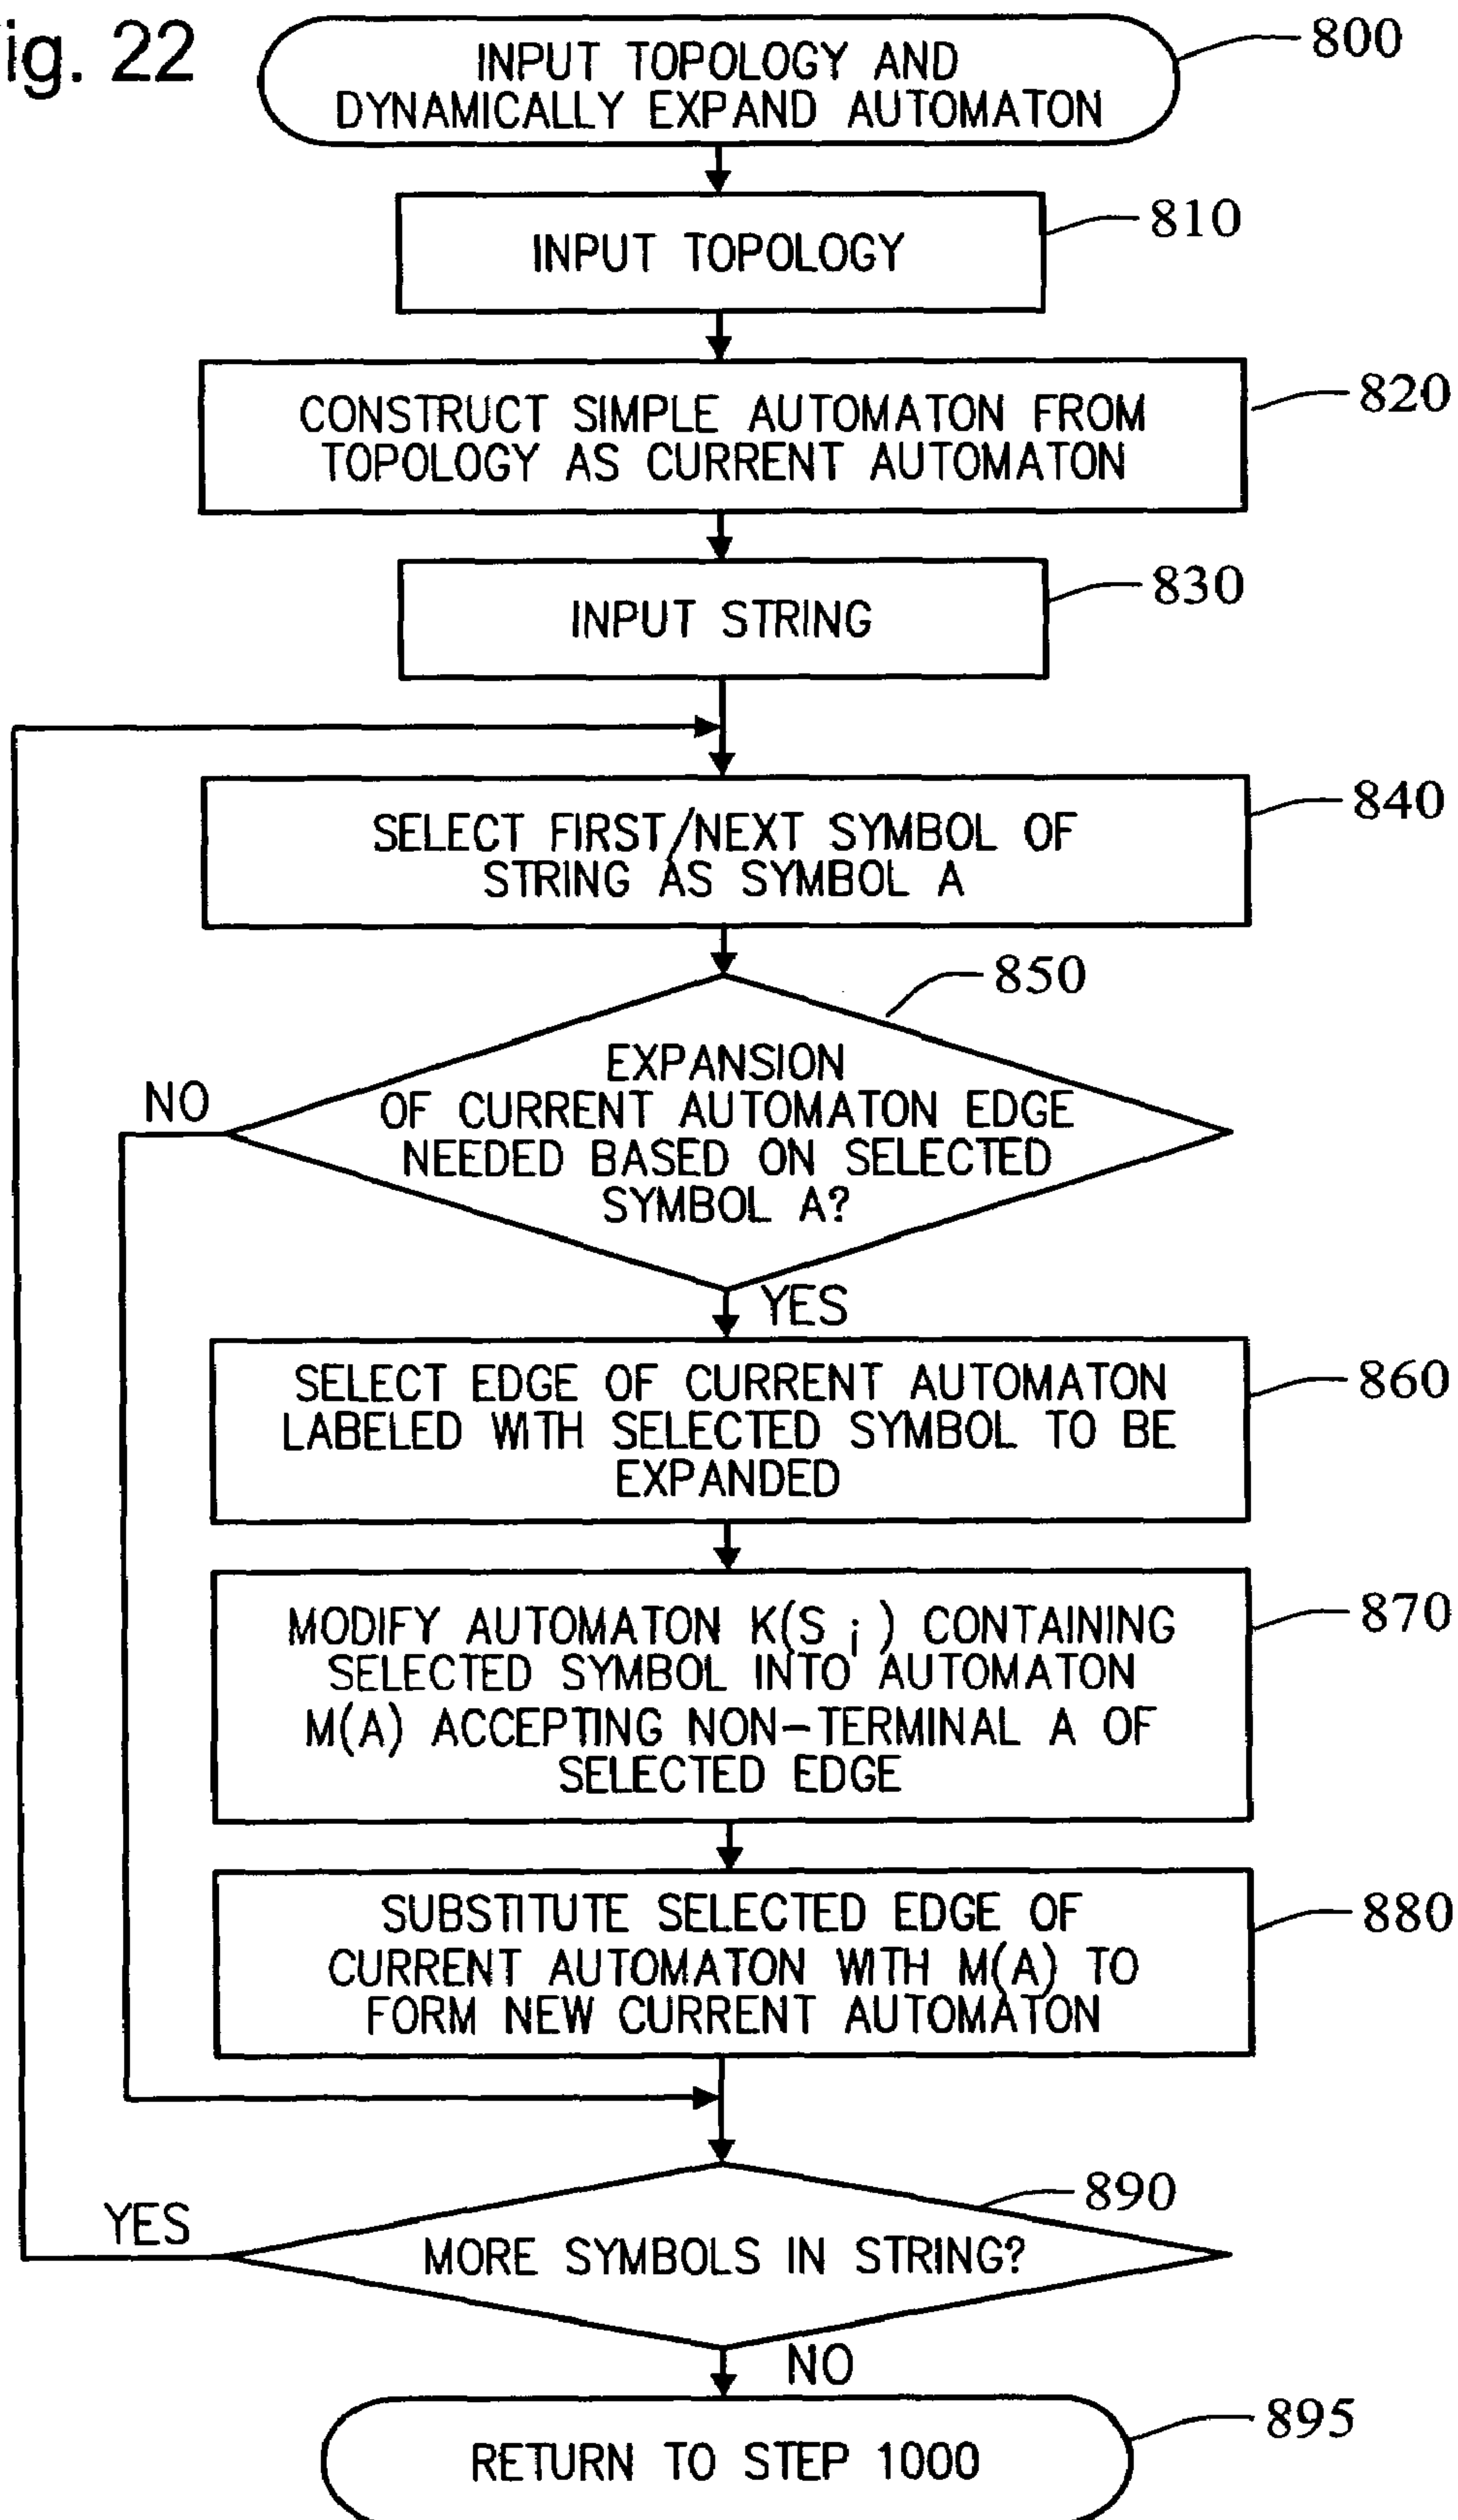 ig. 22
INPUT TOPOLOGY AND
DYNAMICALLY EXPAND AUTOMATON
800
INPUT TOPOLOGY
810
CONSTRUCT SIMPLE AUTOMATON FROM
TOPOLOGY AS CURRENT AUTOMATON
820
INPUT STRING
830
SELECT FIRST/NEXT SYMBOL OF
STRING AS SYMBOL A
840
850
EXPANSION
OF CURRENT AUTOMATON EDGE
NEEDED BASED ON SELECTED
SYMBOL A?
NO
YES
SELECT EDGE OF CURRENT AUTOMATON
LABELED WITH SELECTED SYMBOL TO BE
EXPANDED
860
MODIFY AUTOMATON K(S i ) CONTAINING
SELECTED SYMBOL INTO AUTOMATON
M(A) ACCEPTING NON-TERMINAL A OF
SELECTED EDGE
870
SUBSTITUTE SELECTED EDGE OF
CURRENT AUTOMATON WITH M(A) TO
FORM NEW CURRENT AUTOMATON
880
890
YES
MORE SYMBOLS IN STRING?
NO
RETURN TO STEP 1000
895